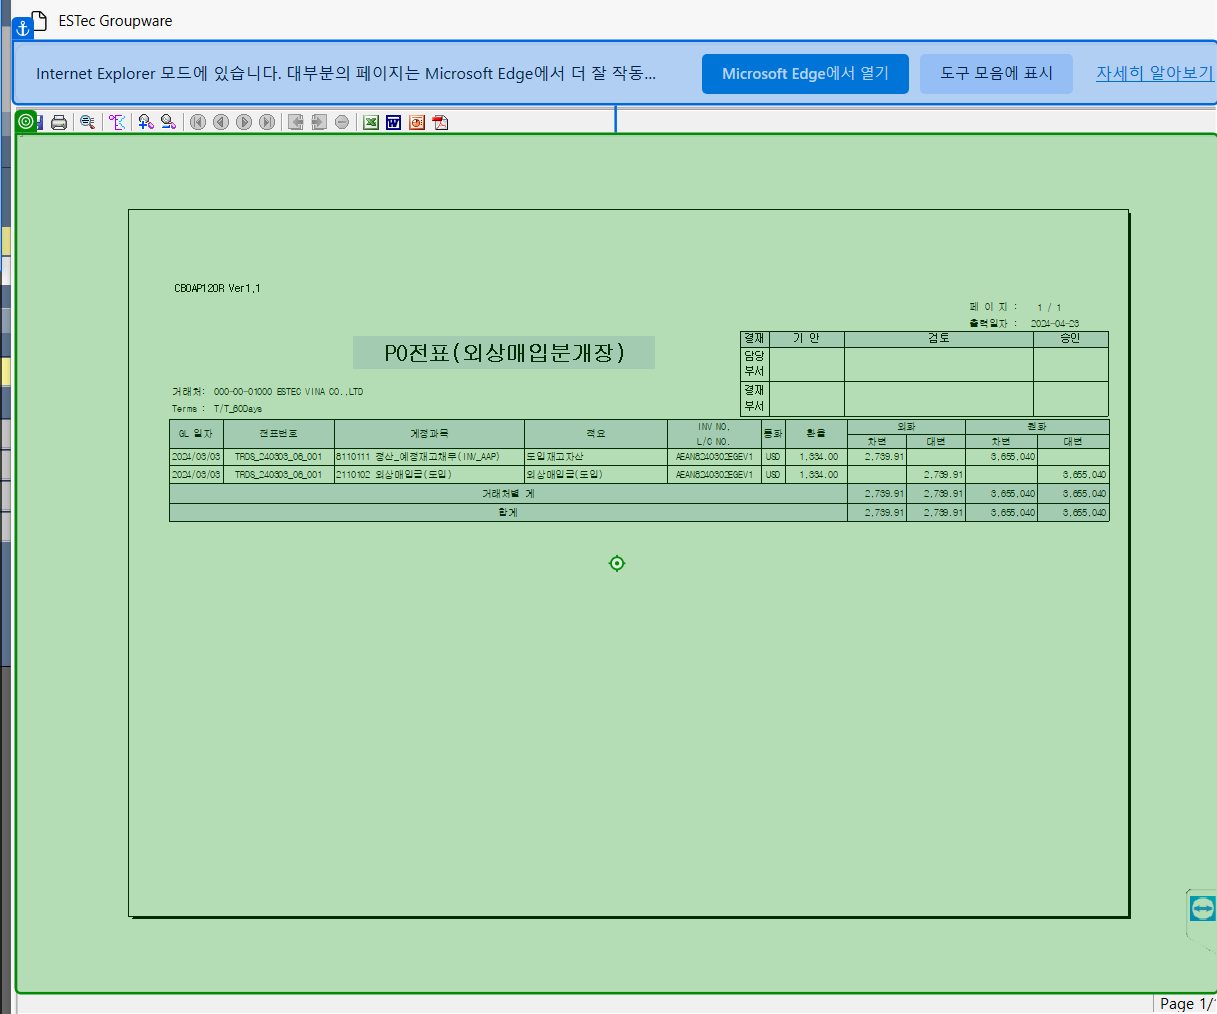 ESTec Groupware
Internet Explorer 모드에 있습니다. 대부분의 페이지는 Microsoft Edge에서 더 잘 작동... Microsoft Edge에서 열기 도구 모음에 표시 자세히 알아보기
CBOAP120R Ver1,1
페 이 지 : 1 / 1
출력일자 : 2024-04-23
PO전표(외상매입분개장)
결재 기 안 검토 승인
담당
부서
결재
부서
거래처: 000-00-01000 ESTEC VINA CO.,LTD
Terms : T/T_60Days
GL 일자 전표번호 계정과목 적요 INV NO. L/C NO. 통화 환율 외화 원화
차변 대변 차변 대변
2024/03/03 TRDS_240303_06_001 8110111 정산_예정재고채무(INV_AAP) 도입재고자산 USD 1,334.00 2,739.91 3,655,040
2024/03/03 TRDS_240303_06_001 2110102 외상매입금(도입) 외상매입금(도입) USD 1,334.00 2,739.91 3,655,040
거래처별 계 2,739.91 2,739.91 3,655,040 3,655,040
합계 2,739.91 2,739.91 3,655,040 3,655,040
Page 1/